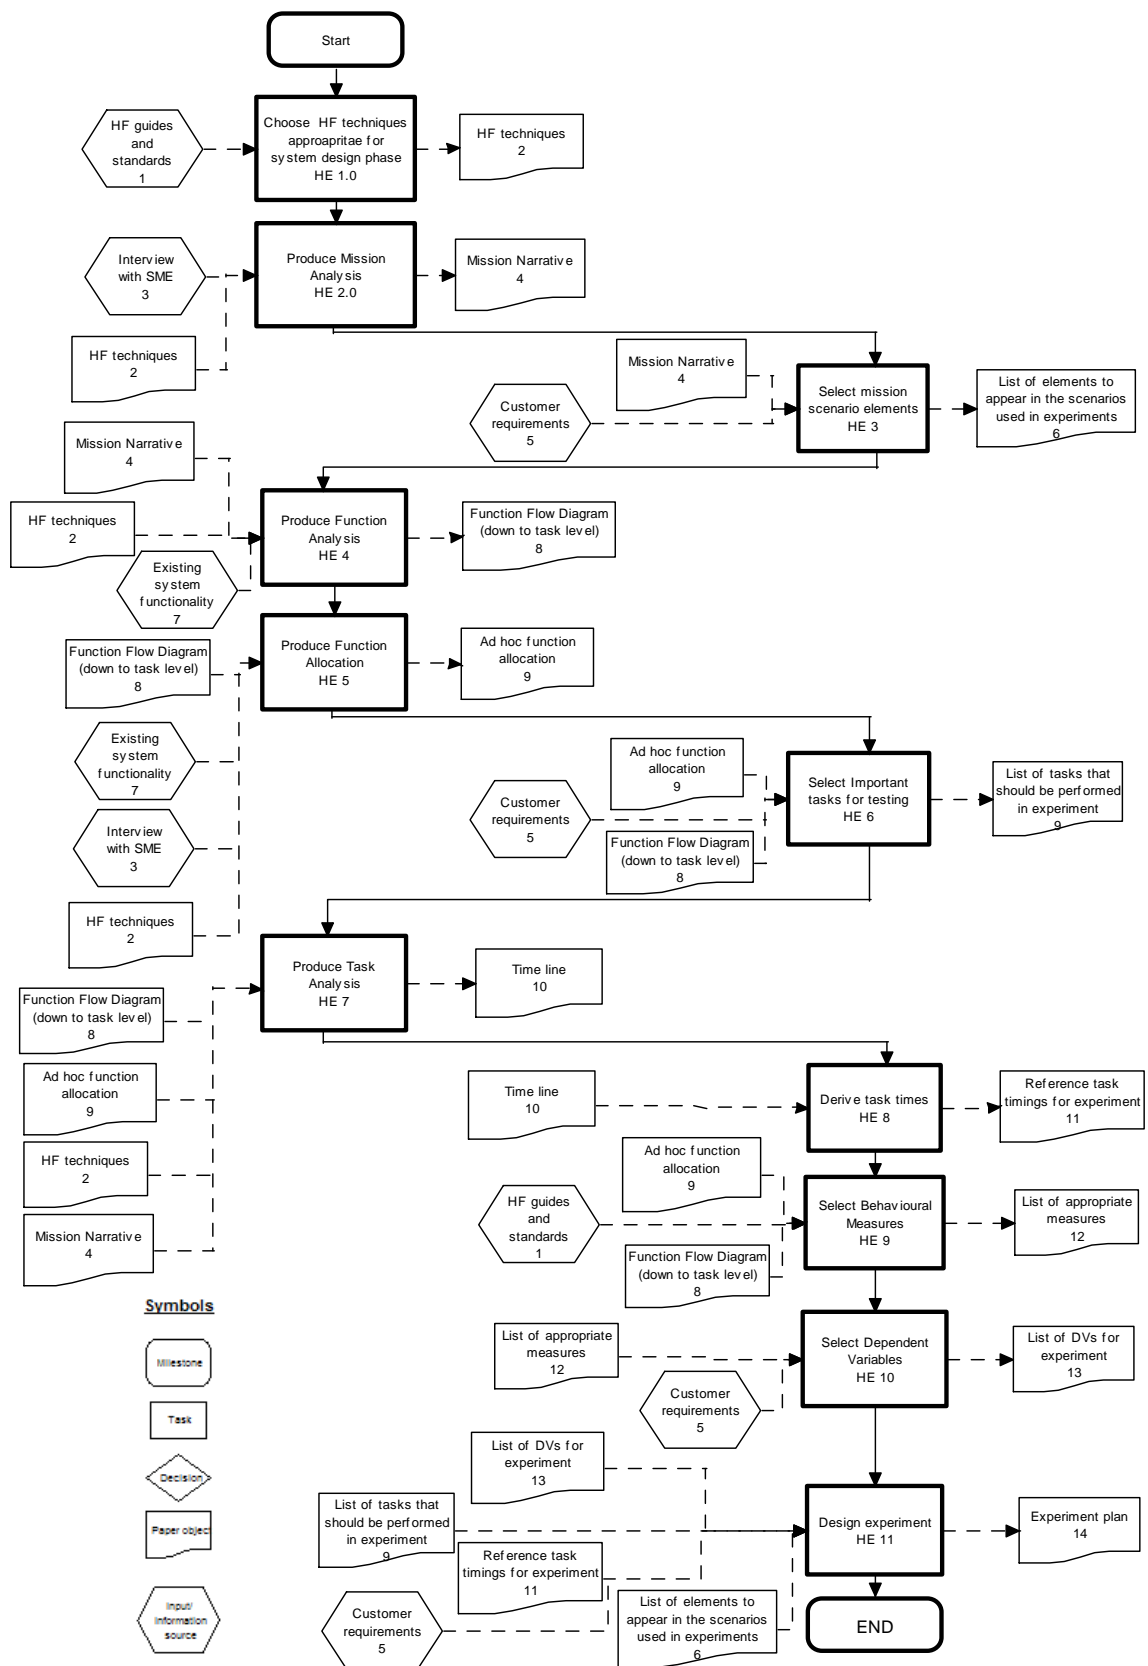 Start
HF guides
and
standards
1
Choose HF techniques
approapritae for
system design phase
HE 1.0
HF techniques
2
Interview
with SME
3
Produce Mission
Analysis
HE 2.0
Mission Narrative
4
HF techniques
2
Mission Narrative
4
Customer
requirements
5
Select mission
scenario elements
HE 3
List of elements to
appear in the scenarios
used in experiments
6
Mission Narrative
4
HF techniques
2
Existing
system
functionality
7
Produce Function
Analysis
HE 4
Function Flow Diagram
(down to task level)
8
Function Flow Diagram
(down to task level)
8
Produce Function
Allocation
HE 5
Ad hoc function
allocation
9
Existing
system
functionality
7
Interview
with SME
3
HF techniques
2
Ad hoc function
allocation
9
Customer
requirements
5
Function Flow Diagram
(down to task level)
8
Select Important
tasks for testing
HE 6
List of tasks that
should be performed
in experiment
9
Produce Task
Analysis
HE 7
Time line
10
Function Flow Diagram
(down to task level)
8
Ad hoc function
allocation
9
HF techniques
2
Mission Narrative
4
Time line
10
Derive task times
HE 8
Reference task
timings for experiment
11
Ad hoc function
allocation
9
HF guides
and
standards
1
Function Flow Diagram
(down to task level)
8
Select Behavioural
Measures
HE 9
List of appropriate
measures
12
List of appropriate
measures
12
Customer
requirements
5
Select Dependent
Variables
HE 10
List of DVs for
experiment
13
List of DVs for
experiment
13
List of tasks that
should be performed
in experiment
9
Reference task
timings for experiment
11
Customer
requirements
5
List of elements to
appear in the scenarios
used in experiments
6
Design experiment
HE 11
Experiment plan
14
END
Symbols
Milestone
Task
Decision
Paper object
Input/
Information
source